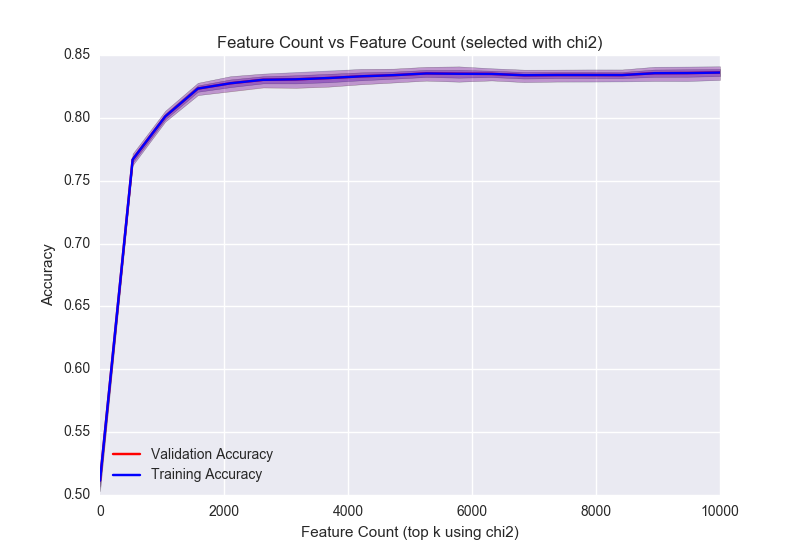 Feature Count vs Feature Count (selected with chi2)
0.85
0.80
0.75
0.70
0.65
0.60
0.55
0.50
Accuracy
Validation Accuracy
Training Accuracy
0 2000 4000 6000 8000 10000
Feature Count (top k using chi2)